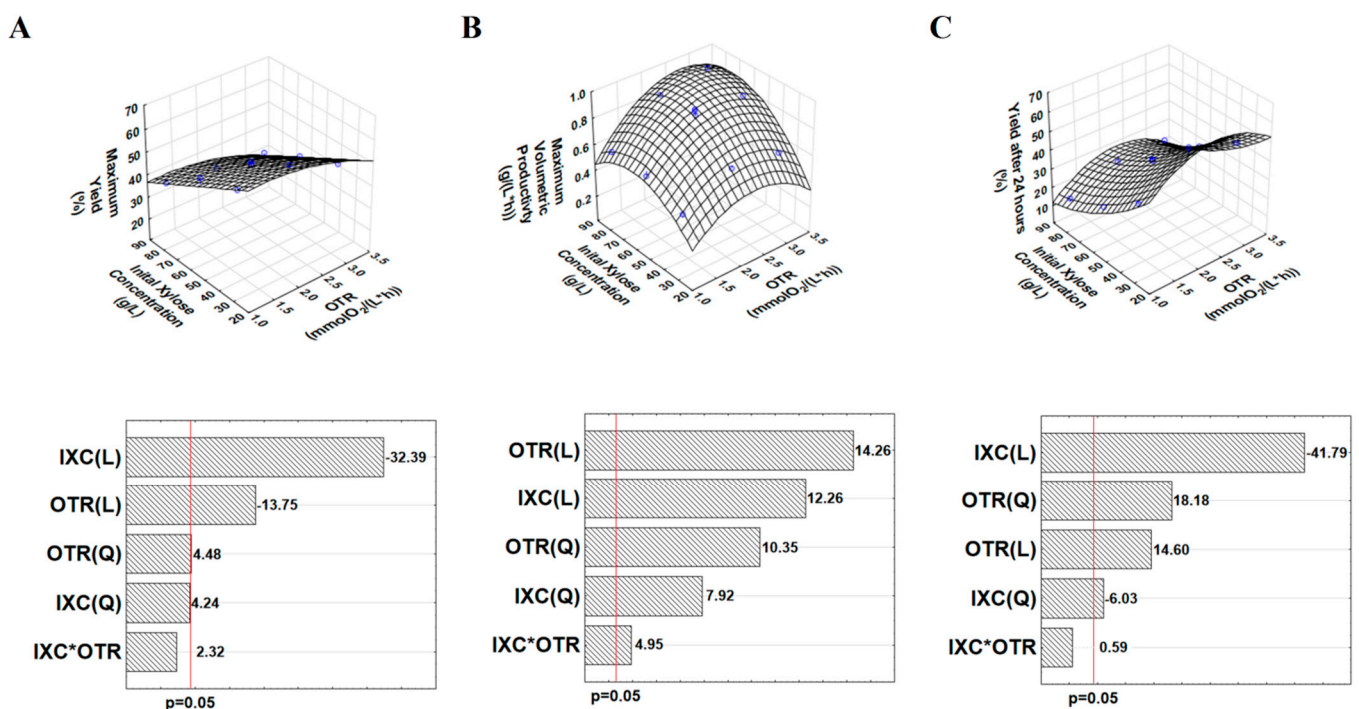 A
B
C
70
60
50
40
30
20
Maximum
Yield
(%)
90
80
70
60
50
40
30
20
Inital Xylose
Concentration
(g/L)
1.0
1.5
2.0
2.5
3.0
3.5
OTR
(mmolO2/(L*h))
1.0
0.8
0.6
0.4
0.2
Maximum
Volumetric
Productivty
(g/(L*h))
90
80
70
60
50
40
30
20
Inital Xylose
Concentration
(g/L)
1.0
1.5
2.0
2.5
3.0
3.5
OTR
(mmolO2/(L*h))
70
60
50
40
30
20
10
Yield after 24 hours
(%)
90
80
70
60
50
40
30
20
Initial Xylose
Concentration
(g/L)
1.0
1.5
2.0
2.5
3.0
3.5
OTR
(mmolO2/(L*h))
IXC(L) -32.39
OTR(L) -13.75
OTR(Q) 4.48
IXC(Q) 4.24
IXC*OTR 2.32
p=0.05
OTR(L) 14.26
IXC(L) 12.26
OTR(Q) 10.35
IXC(Q) 7.92
IXC*OTR 4.95
p=0.05
IXC(L) -41.79
OTR(Q) 18.18
OTR(L) 14.60
IXC(Q) -6.03
IXC*OTR 0.59
p=0.05